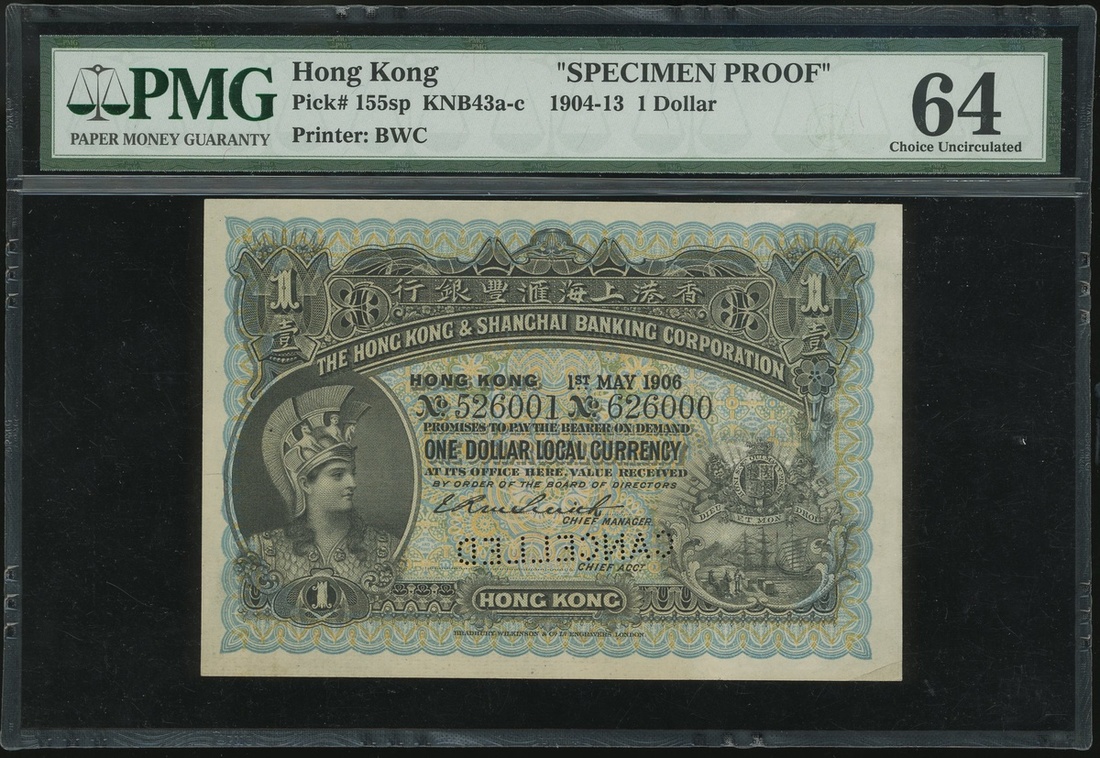 PMG
PAPER MONEY GUARANTY
Hong Kong "SPECIMEN PROOF"
Pick# 155sp KNB43a-c 1904-13 1 Dollar
Printer: BWC
64
Choice Uncirculated
1
壹
香港上海滙豐銀行
1
壹
THE HONG KONG & SHANGHAI BANKING CORPORATION
HONG KONG 1ST MAY 1906
No. 526001 No. 626000
PROMISES TO PAY THE BEARER ON DEMAND
ONE DOLLAR LOCAL CURRENCY
AT ITS OFFICE HERE, VALUE RECEIVED
BY ORDER OF THE BOARD OF DIRECTORS
CHIEF MANAGER
DIEU ET MON DROIT
CANCELLED
CHIEF ACCT.
1
HONG KONG
BRADBURY, WILKINSON & Co. Ld. ENGRAVERS, LONDON